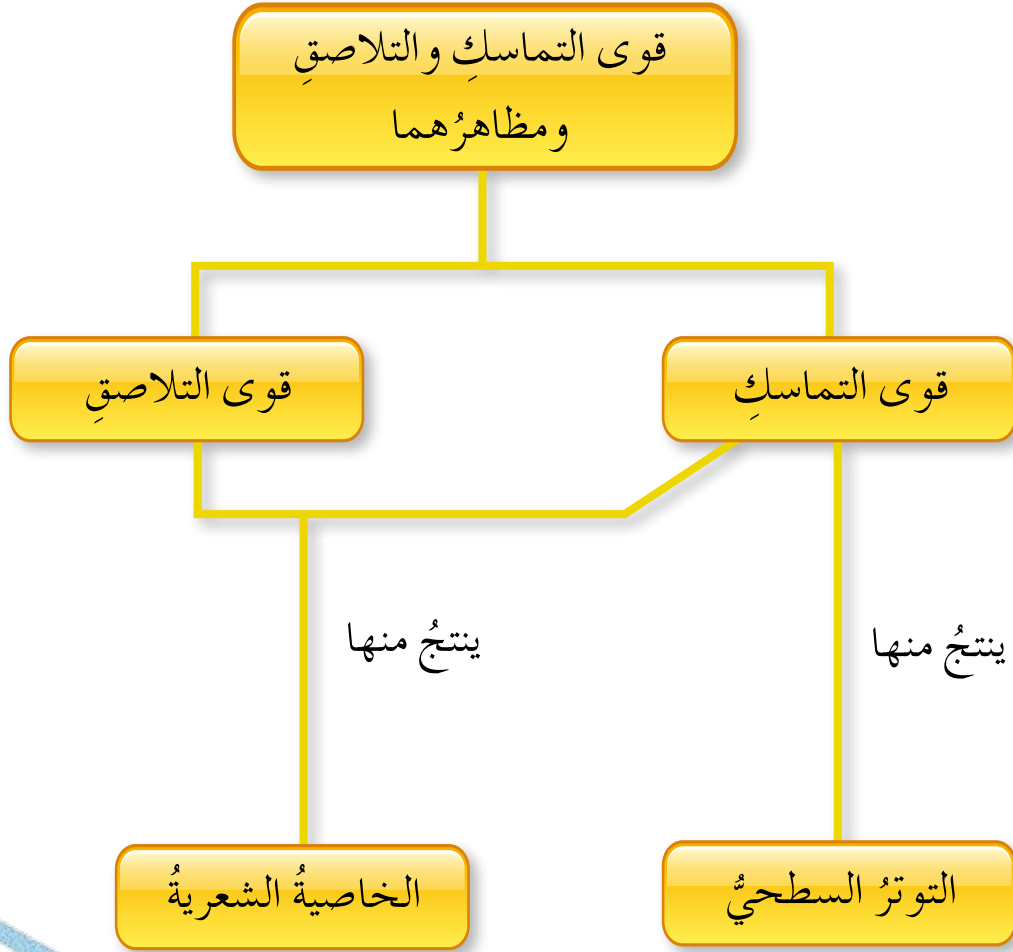 قوى التماسكِ والتلاصقِ
ومظاهرُهما
قوى التماسكِ
قوى التلاصقِ
ينتجُ منها
ينتجُ منها
التوترُ السطحيُّ
الخاصيةُ الشعريةُ